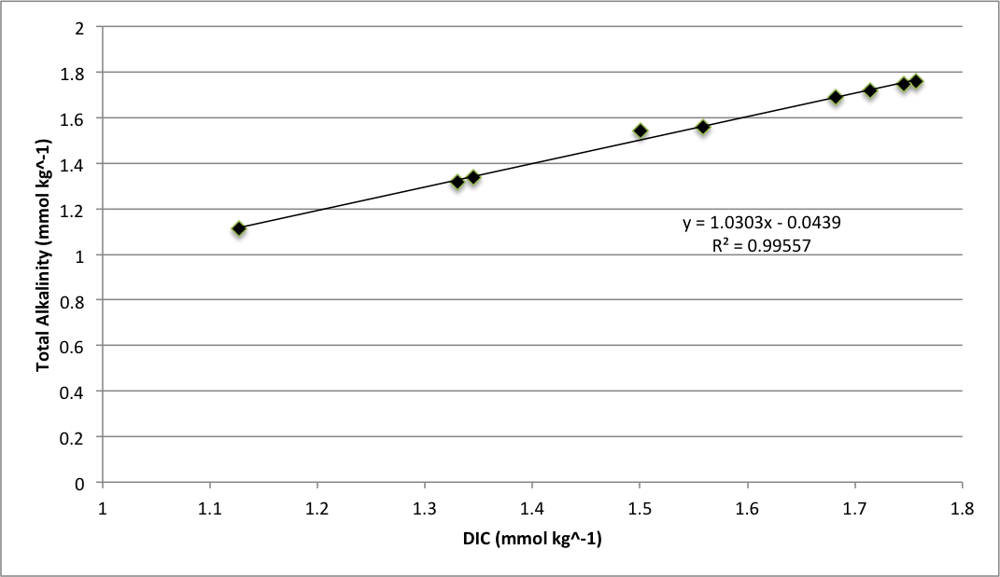 2
1.8
1.6
1.4
1.2
1
0.8
0.6
0.4
0.2
0
Total Alkalinity (mmol kg^-1)
y = 1.0303x - 0.0439
R² = 0.99557
1 1.1 1.2 1.3 1.4 1.5 1.6 1.7 1.8
DIC (mmol kg^-1)